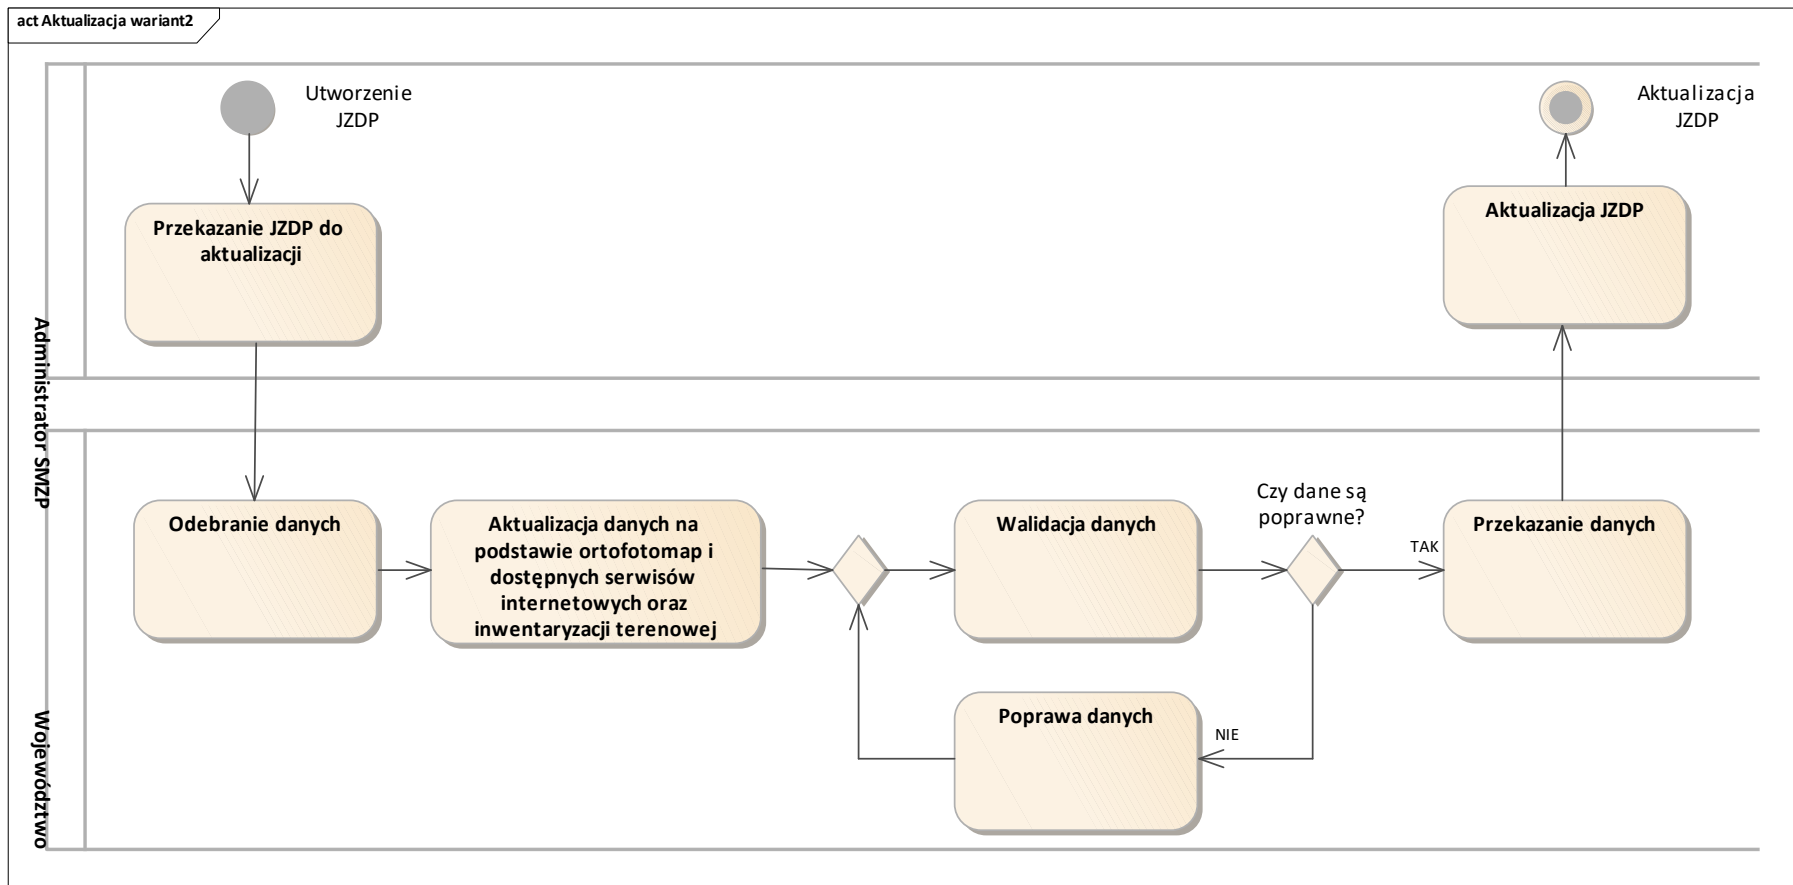 act Aktualizacja wariant2
Utworzenie
JZDP
Aktualizacja
JZDP
Przekazanie JZDP do
aktualizacji
Aktualizacja JZDP
Administrator SMZP
Odebranie danych
Aktualizacja danych na
podstawie ortofotomap i
dostępnych serwisów
internetowych oraz
inwentaryzacji terenowej
Walidacja danych
Czy dane są
poprawne?
TAK
Przekazanie danych
Poprawa danych
NIE
Województwo